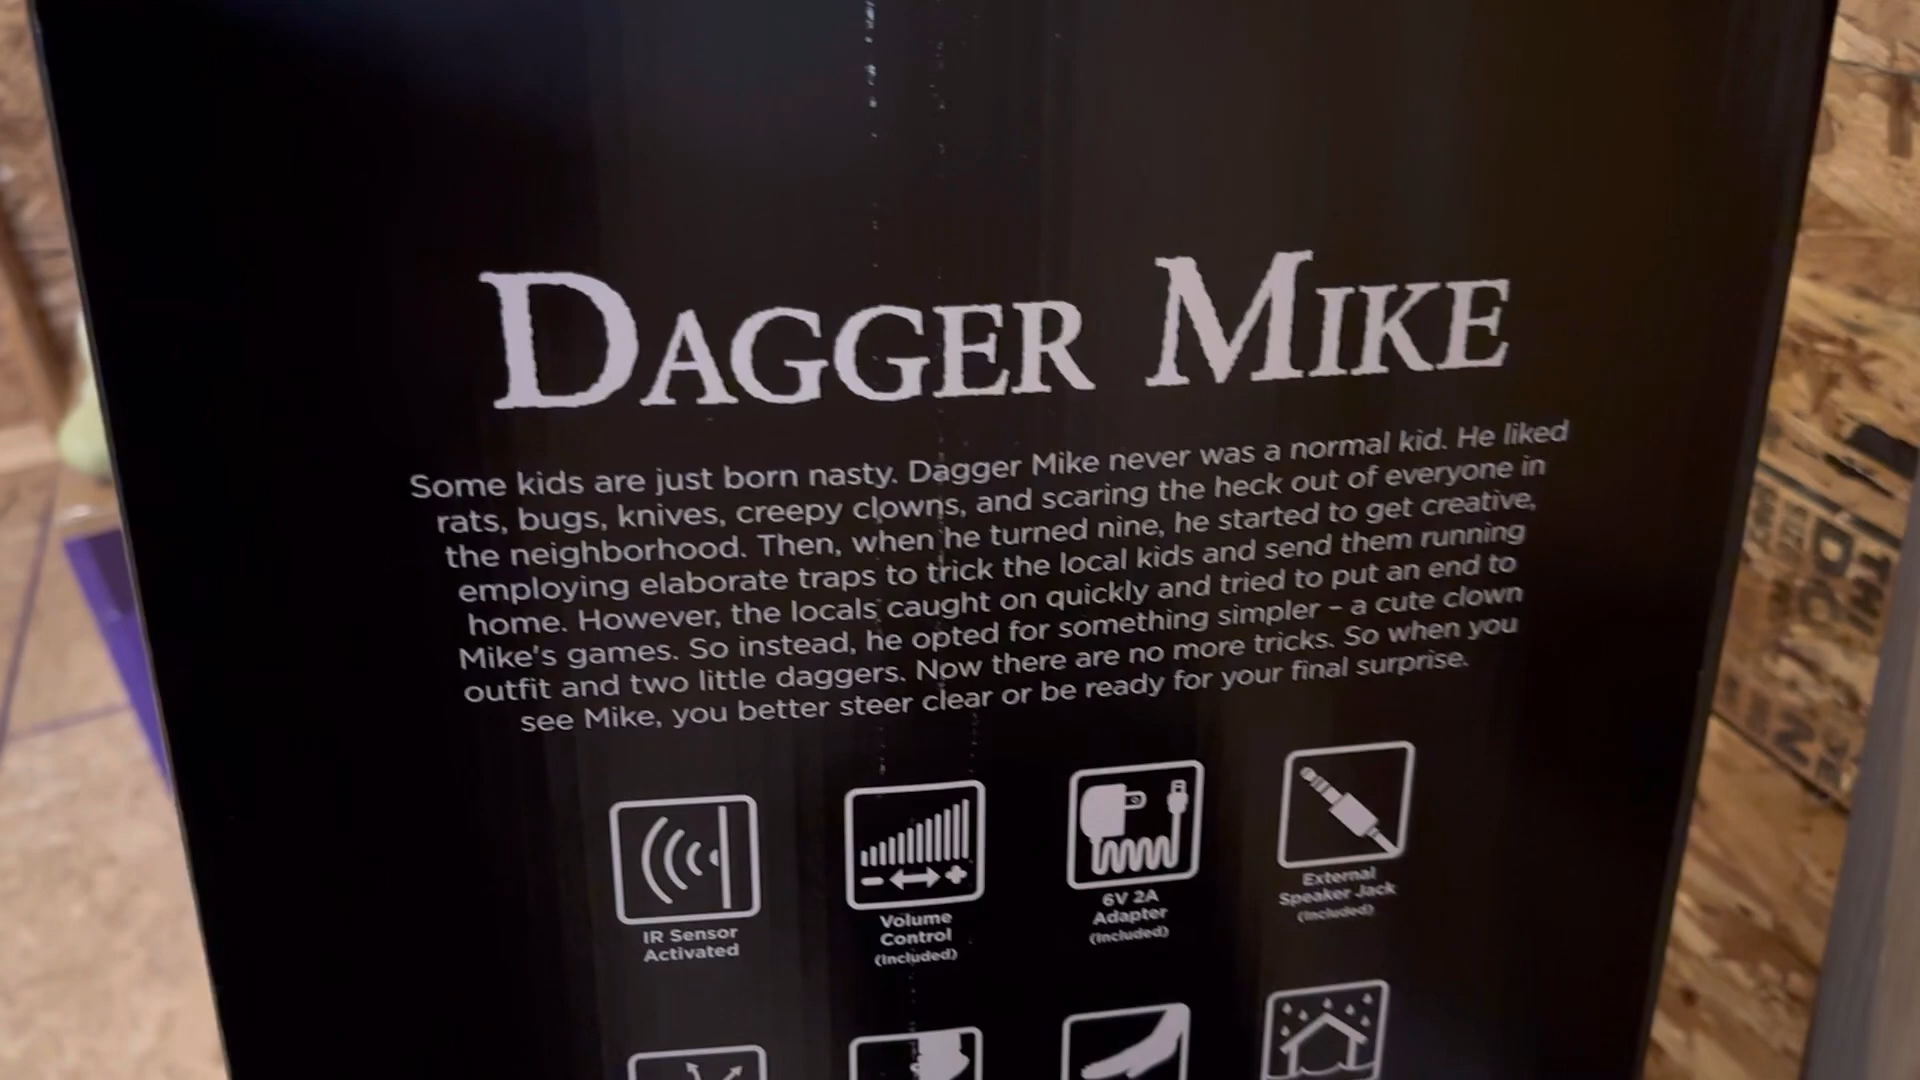 DAGGER MIKE
Some kids are just born nasty. Dagger Mike never was a normal kid. He liked
rats, bugs, knives, creepy clowns, and scaring the heck out of everyone in
the neighborhood. Then, when he turned nine, he started to get creative,
employing elaborate traps to trick the local kids and send them running
home. However, the locals caught on quickly and tried to put an end to
Mike's games. So instead, he opted for something simpler – a cute clown
outfit and two little daggers. Now there are no more tricks. So when you
see Mike, you better steer clear or be ready for your final surprise.
IR Sensor
Activated
Volume
Control
(Included)
6V 2A
Adapter
(Included)
External
Speaker Jack
(Included)